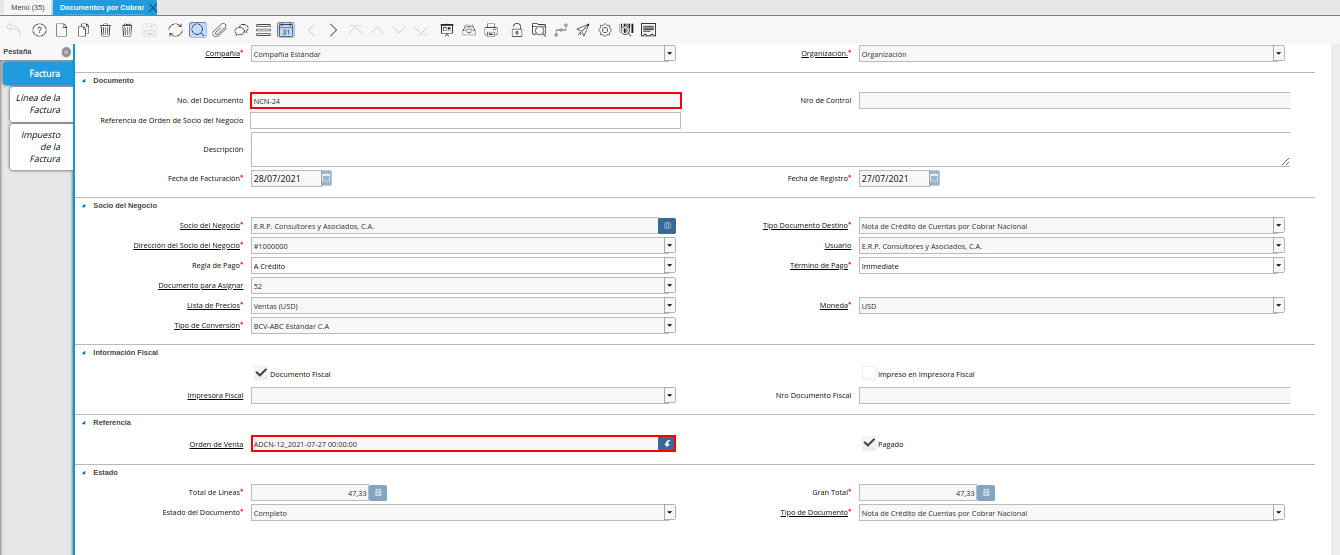 Menú (35) Documentos por Cobrar
31
Pestaña
Factura
Línea de la
Factura
Impuesto
de la
Factura
Compañía* Compañía Estándar Organización.* Organización
Documento
No. del Documento NCN-24 Nro de Control
Referencia de Orden de Socio del Negocio
Descripción
Fecha de Facturación* 28/07/2021 Fecha de Registro* 27/07/2021
Socio del Negocio
Socio del Negocio* E.R.P. Consultores y Asociados, C.A. Tipo Documento Destino* Nota de Crédito de Cuentas por Cobrar Nacional
Dirección del Socio del Negocio* #1000000 Usuario E.R.P. Consultores y Asociados, C.A.
Regla de Pago* A Crédito Término de Pago* Immediate
Documento para Asignar 52
Lista de Precios* Ventas (USD) Moneda* USD
Tipo de Conversión* BCV-ABC Estándar C.A
Información Fiscal
Documento Fiscal Impreso en Impresora Fiscal
Impresora Fiscal Nro Documento Fiscal
Referencia
Orden de Venta ADCN-12_2021-07-27 00:00:00 Pagado
Estado
Total de Líneas* 47,33 Gran Total* 47,33
Estado del Documento* Completo Tipo de Documento* Nota de Crédito de Cuentas por Cobrar Nacional